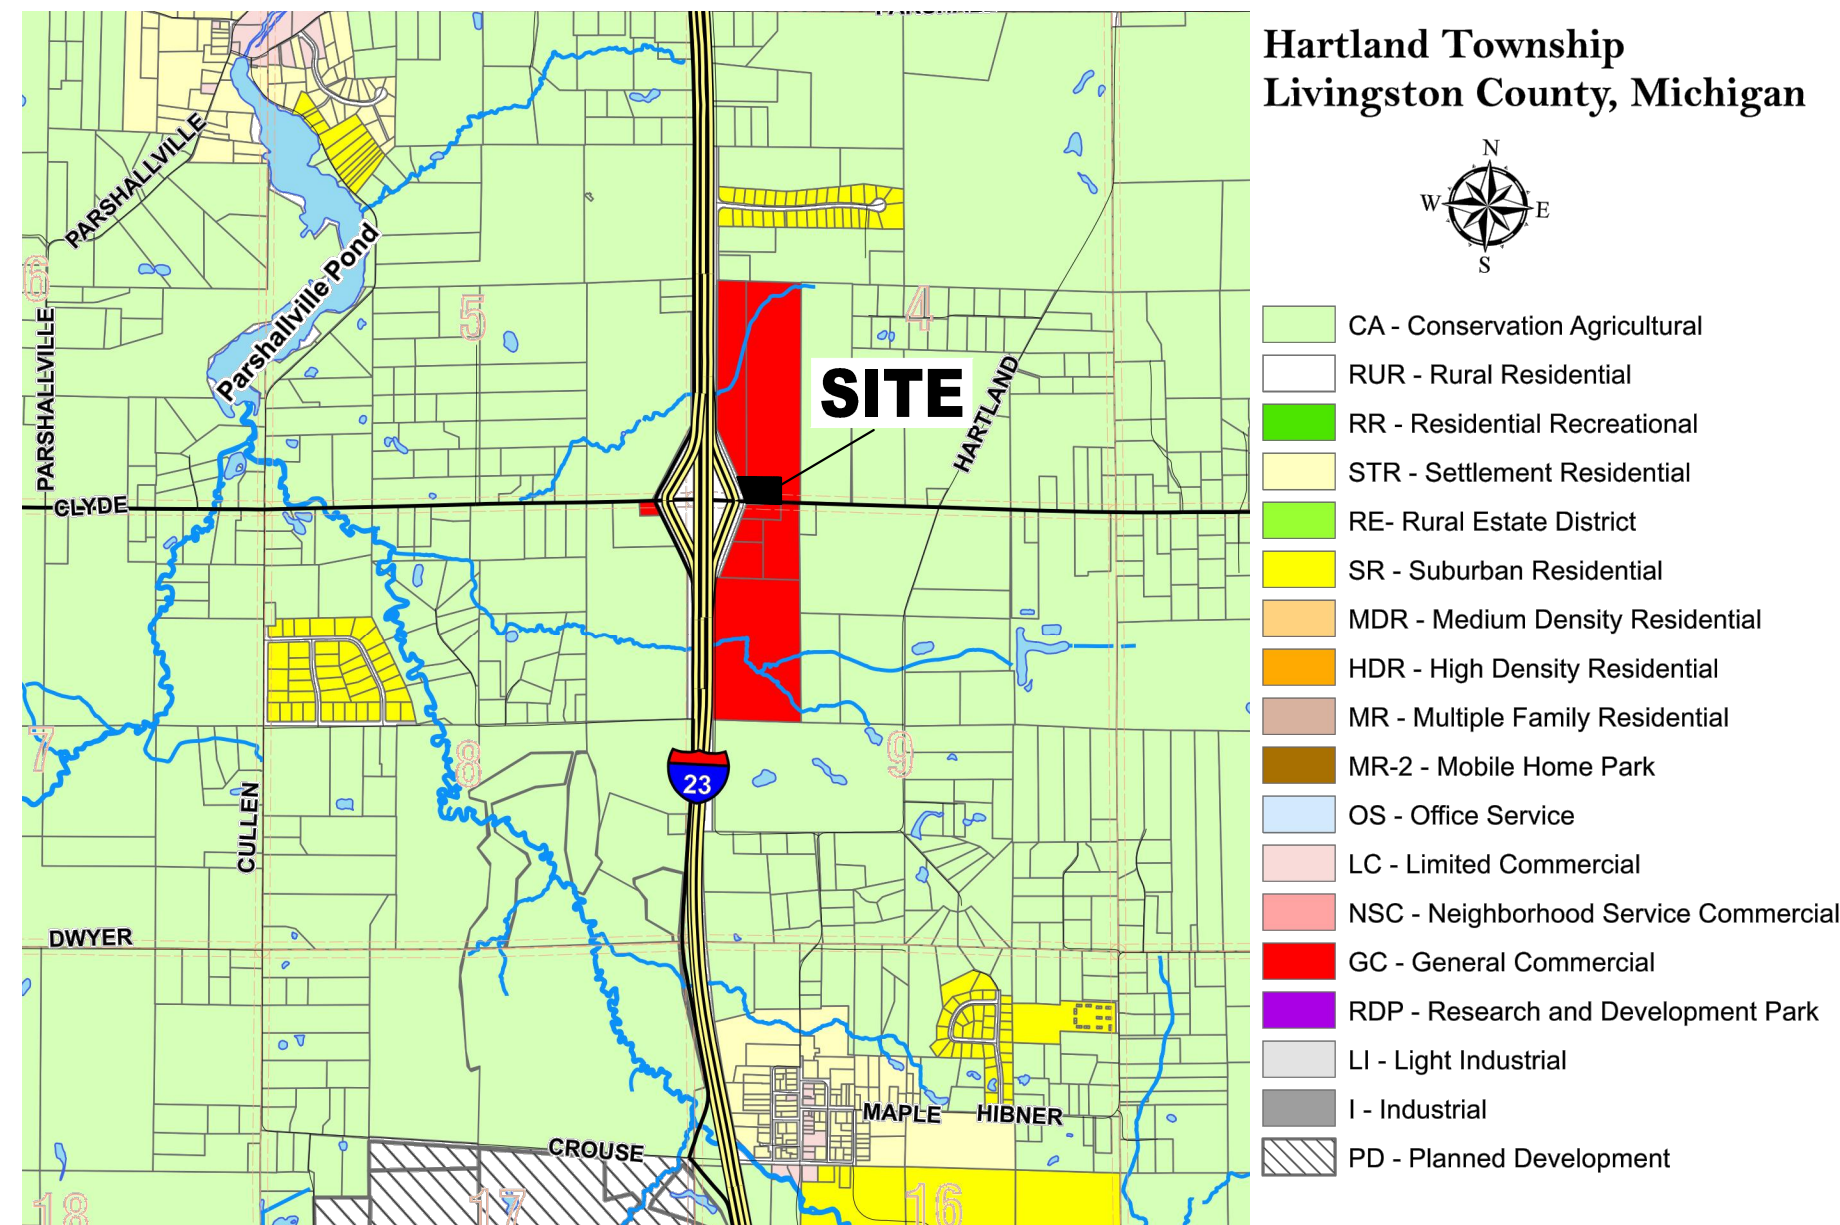 Hartland Township
Livingston County, Michigan
N
W
E
S
PARSHALLVILLE
Parshallville Pond
6
5
4
PARSHALLVILLE
SITE
HARTLAND
CLYDE
7
8
9
23
CULLEN
DWYER
MAPLE
HIBNER
CROUSE
18
17
16
CA - Conservation Agricultural
RUR - Rural Residential
RR - Residential Recreational
STR - Settlement Residential
RE- Rural Estate District
SR - Suburban Residential
MDR - Medium Density Residential
HDR - High Density Residential
MR - Multiple Family Residential
MR-2 - Mobile Home Park
OS - Office Service
LC - Limited Commercial
NSC - Neighborhood Service Commercial
GC - General Commercial
RDP - Research and Development Park
LI - Light Industrial
I - Industrial
PD - Planned Development